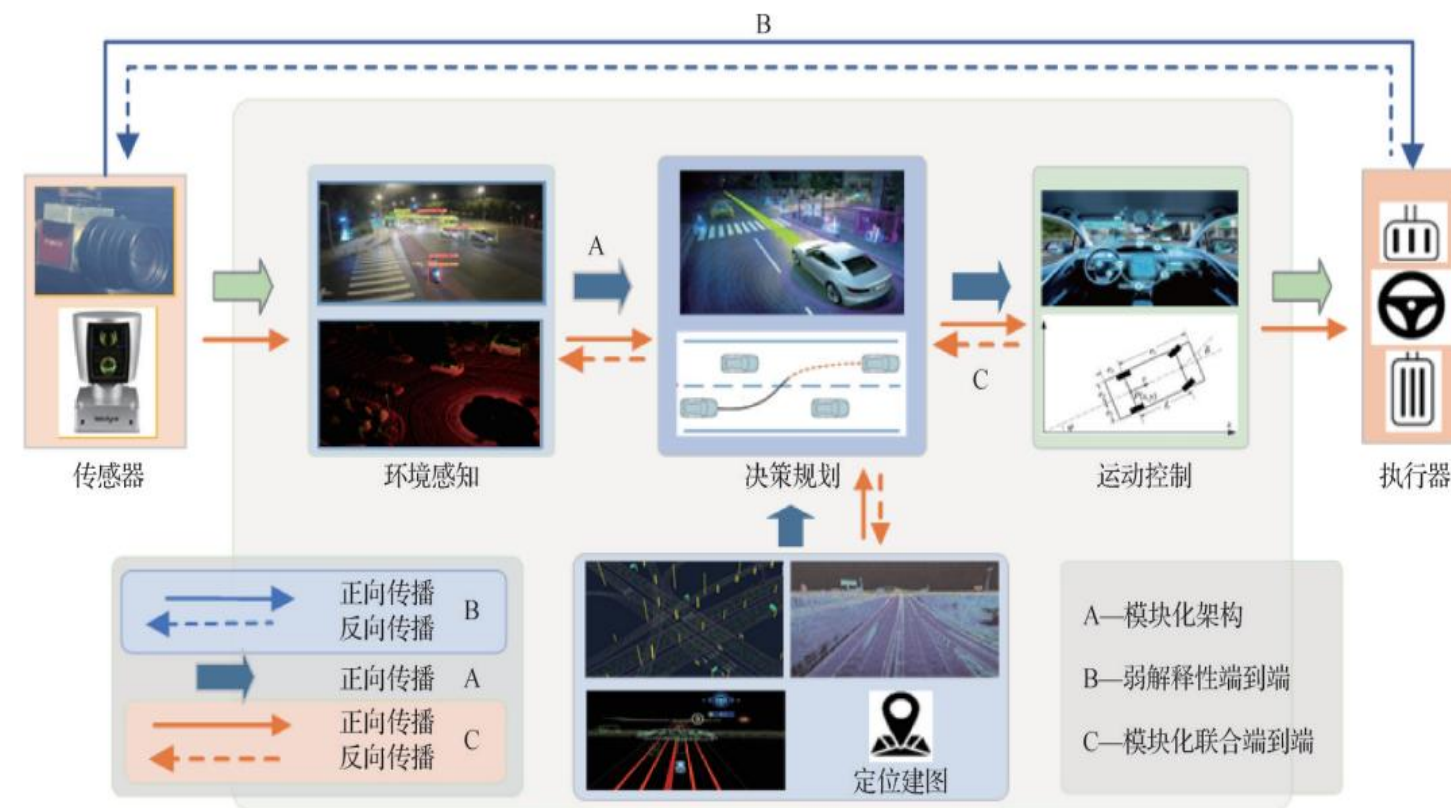 B
A
C
传感器
环境感知
决策规划
运动控制
执行器
正向传播
反向传播
B
正向传播 A
正向传播
反向传播
C
定位建图
A—模块化架构
B—弱解释性端到端
C—模块化联合端到端